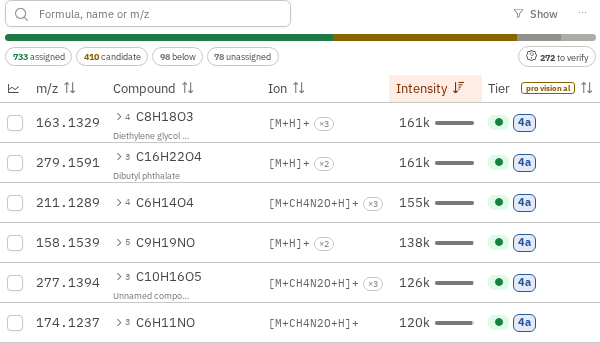 Formula, name or m/z Show ...
733 assigned 410 candidate 98 below 78 unassigned 272 to verify
m/z Compound Ion Intensity Tier provisional
163.1329 4 C8H18O3 [M+H]+ ×3 161k 4a
Diethylene glycol ...
279.1591 3 C16H22O4 [M+H]+ ×2 161k 4a
Dibutyl phthalate
211.1289 4 C6H14O4 [M+CH4N2O+H]+ ×3 155k 4a
158.1539 5 C9H19NO [M+H]+ ×2 138k 4a
277.1394 3 C10H16O5 [M+CH4N2O+H]+ ×3 126k 4a
Unnamed compo...
174.1237 3 C6H11NO [M+CH4N2O+H]+ 120k 4a